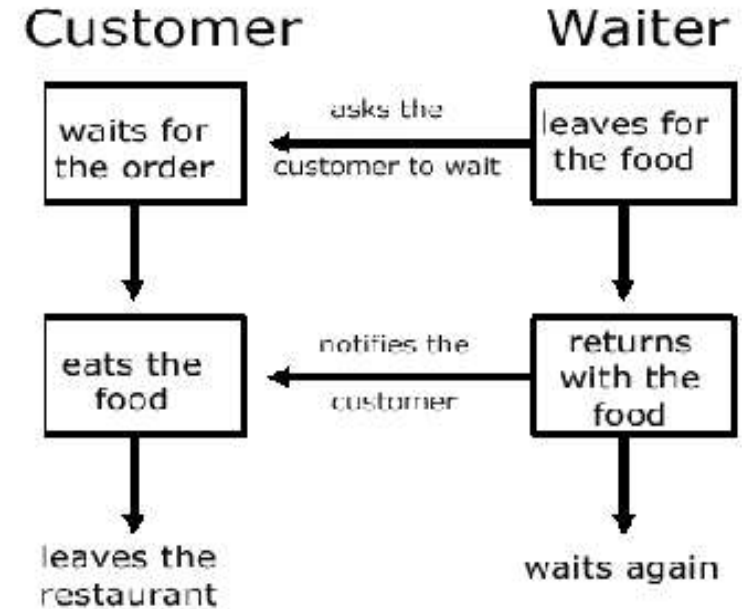 Customer
Waiter
waits for
the order
asks the
customer to wait
leaves for
the food
eats the
food
notifies the
customer
returns
with the
food
leaves the
restaurant
waits again